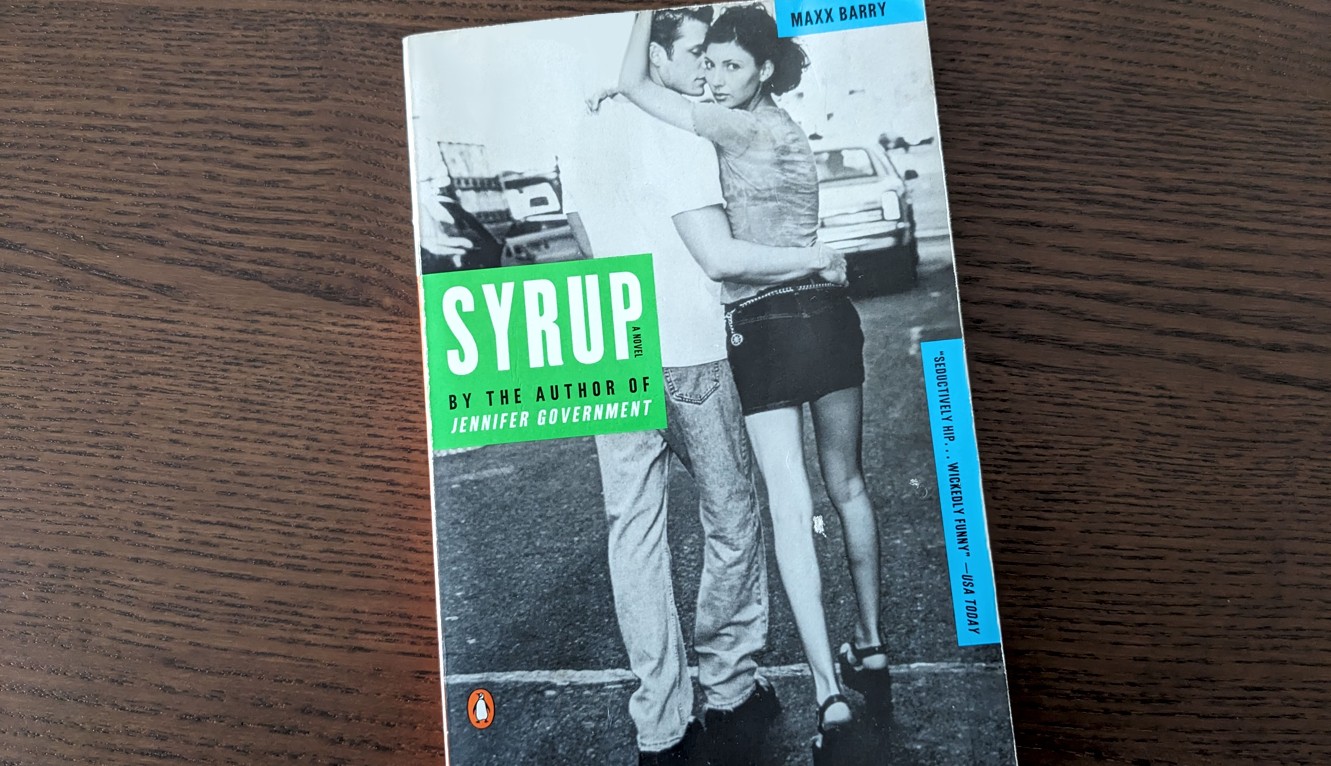 MAXX BARRY
SYRUP
A NOVEL
BY THE AUTHOR OF
JENNIFER GOVERNMENT
"SEDUCTIVELY HIP... WICKEDLY FUNNY" —USA TODAY